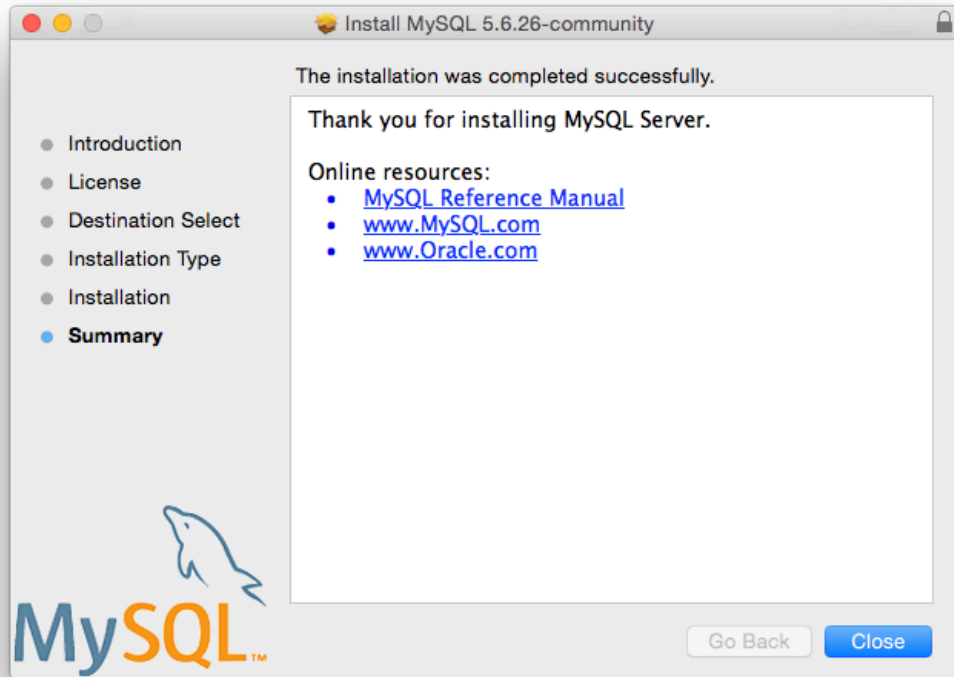 Install MySQL 5.6.26-community
The installation was completed successfully.
Introduction
License
Destination Select
Installation Type
Installation
Summary
Thank you for installing MySQL Server.
Online resources:
• MySQL Reference Manual
• www.MySQL.com
• www.Oracle.com
MySQL™
Go Back
Close